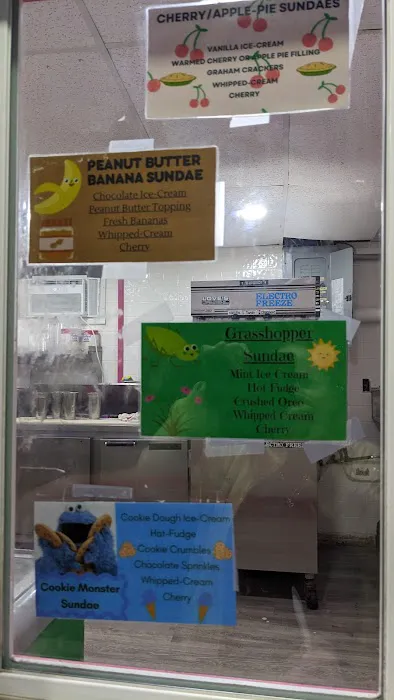 CHERRY/APPLE-PIE SUNDAES
VANILLA ICE-CREAM
WARMED CHERRY OR APPLE PIE FILLING
GRAHAM CRACKERS
WHIPPED-CREAM
CHERRY
PEANUT BUTTER
BANANA SUNDAE
Chocolate Ice-Cream
Peanut Butter Topping
Fresh Bananas
Whipped-Cream
Cherry
ELECTRO
FREEZE
Grasshopper
Sundae
Mint Ice Cream
Hot Fudge
Crushed Oreo
Whipped Cream
Cherry
ELECTRO FREEZE
Cookie Dough Ice-Cream
Hot-Fudge
Cookie Crumbles
Chocolate Sprinkles
Whipped-Cream
Cherry
Cookie Monster
Sundae